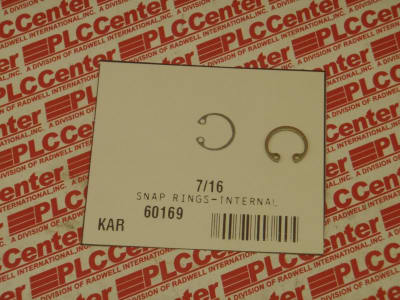 7/16
SNAP RINGS-INTERNAL
60169
KAR
PLCCenter
A DIVISION OF RADWELL INTERNATIONAL, INC.